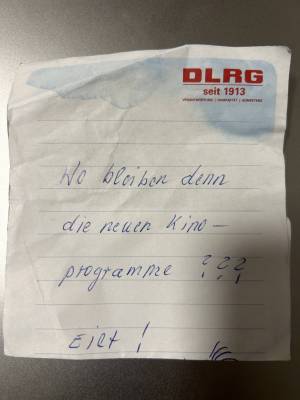 DLRG
seit 1913
Wo bleiben denn
die neuen Kino-
programme ???
Eilt !